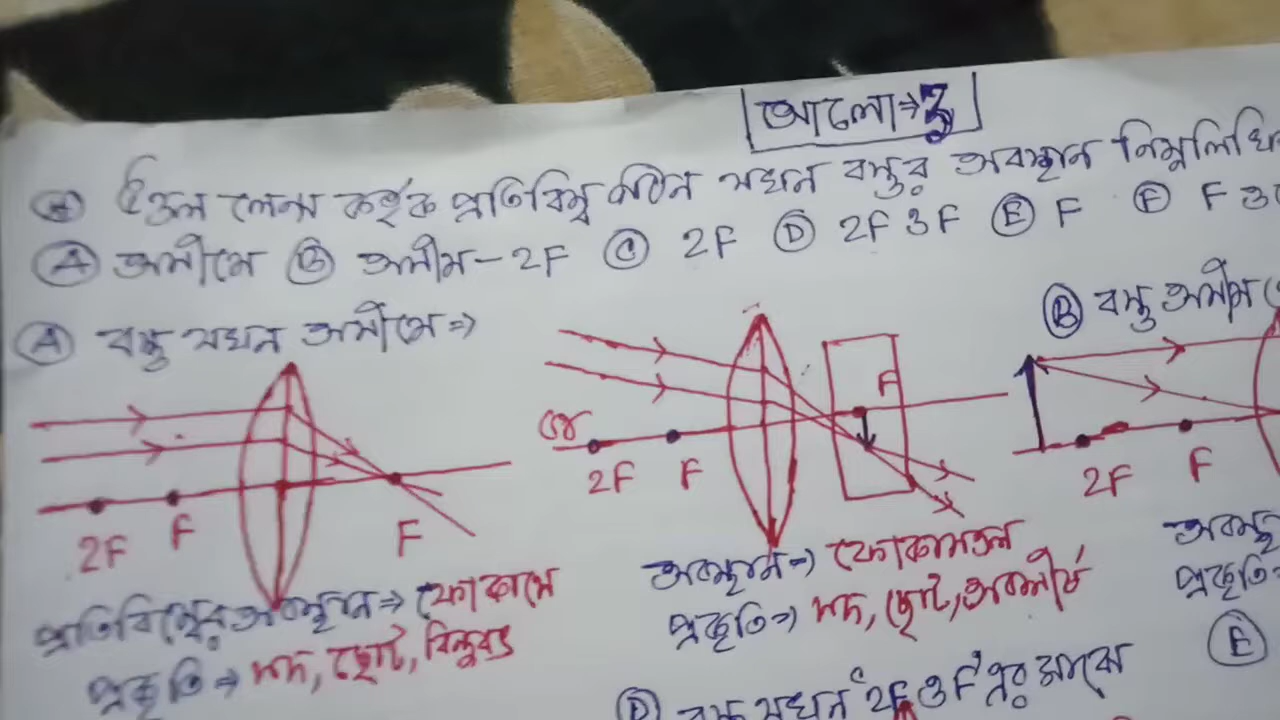 আলো→3
উত্তল লেন্স কর্তৃক প্রতিবিম্ব গঠন যখন বস্তুর অবস্থান নিম্নলিখি
Ⓐ অসীমে Ⓑ অসীম-2F Ⓒ 2F Ⓓ 2F ও F Ⓔ F Ⓕ F ও
Ⓐ বস্তু যখন অসীমে ⇒
Ⓑ বস্তু অসীম
2F F F
2F F F
2F F
প্রতিবিম্বের অবস্থান ⇒ ফোকাসে
প্রকৃতি ⇒ সদ, ছোট,
অবস্থান ⇒ ফোকাসতল
প্রকৃতি ⇒ সদ, ছোট, অবশীর্ষ
অবস্থ
প্রকৃতি ⇒
Ⓓ বস্তু যখন "2F ও F" এর মাঝে
Ⓔ